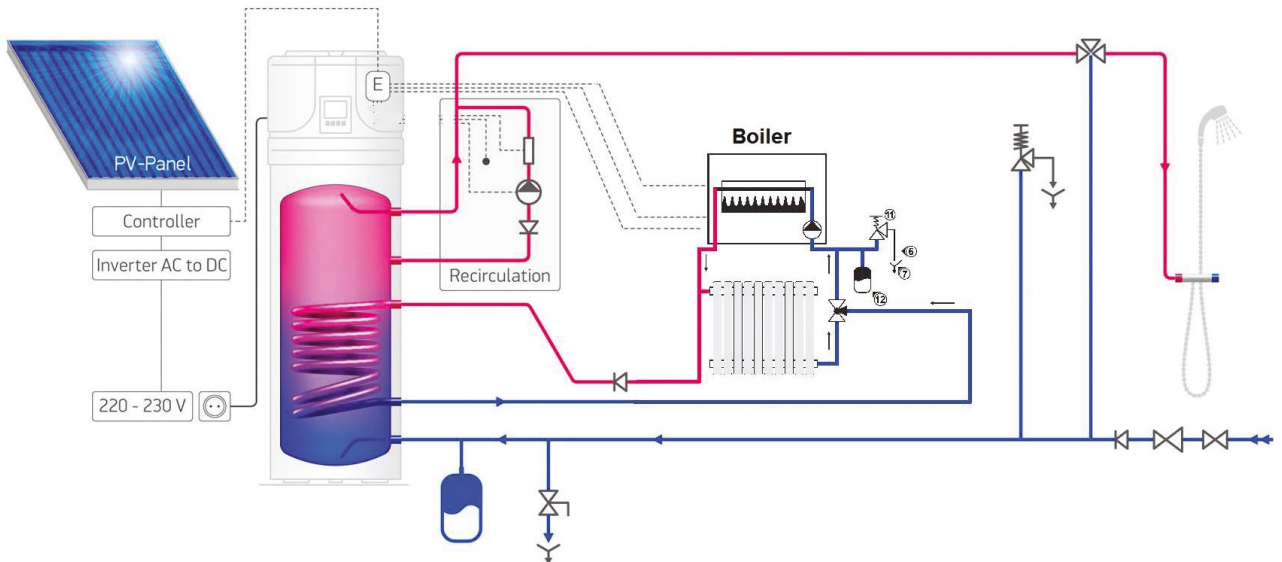 PV-Panel
Controller
Inverter AC to DC
220 - 230 V
E
Recirculation
Boiler
11
6
7
12